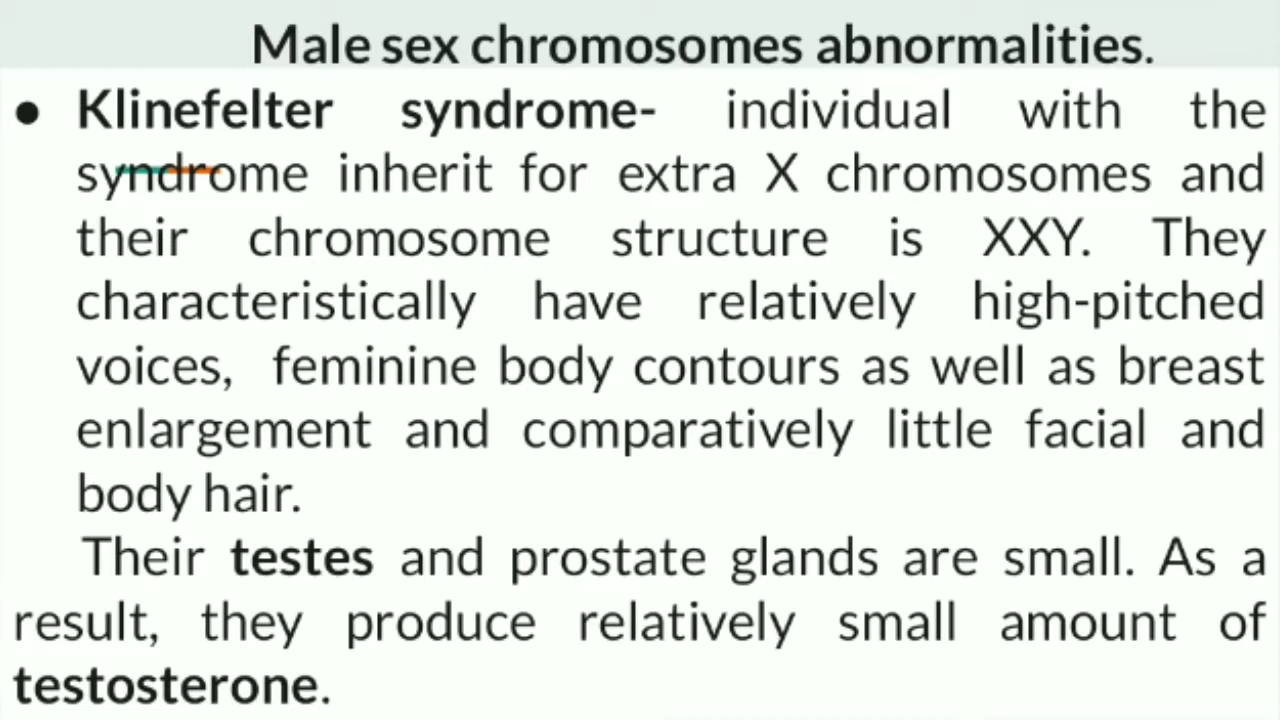 Male sex chromosomes abnormalities.
● Klinefelter syndrome- individual with the
syndrome inherit for extra X chromosomes and
their chromosome structure is XXY. They
characteristically have relatively high-pitched
voices, feminine body contours as well as breast
enlargement and comparatively little facial and
body hair.
Their testes and prostate glands are small. As a
result, they produce relatively small amount of
testosterone.